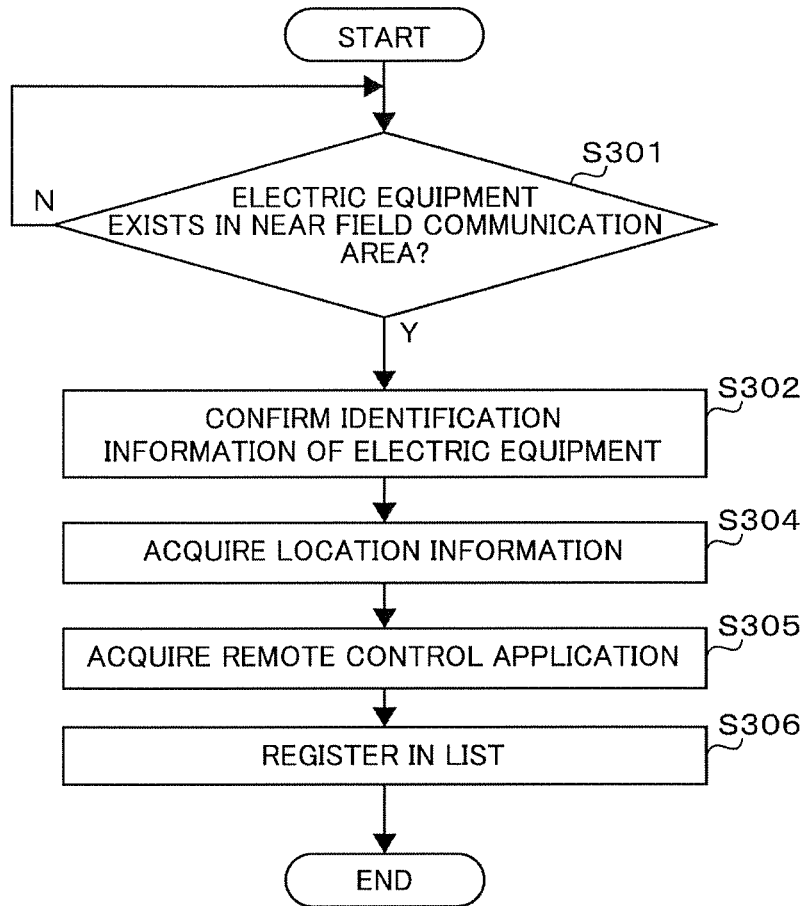 START
S301
ELECTRIC EQUIPMENT
EXISTS IN NEAR FIELD COMMUNICATION
AREA?
N
Y
S302
CONFIRM IDENTIFICATION
INFORMATION OF ELECTRIC EQUIPMENT
S304
ACQUIRE LOCATION INFORMATION
S305
ACQUIRE REMOTE CONTROL APPLICATION
S306
REGISTER IN LIST
END